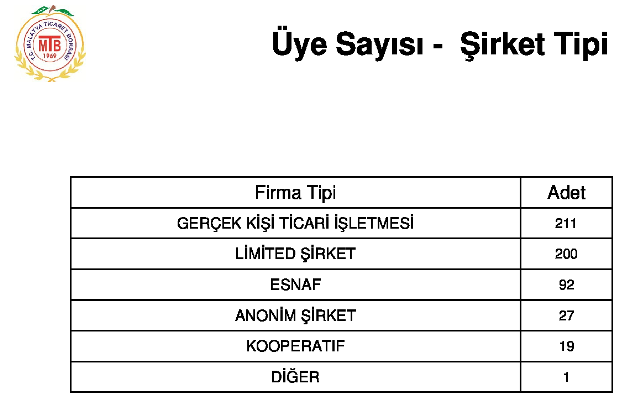 T.C. MALATYA TİCARET BORSASI
MTB
1969
Üye Sayısı - Şirket Tipi
Firma Tipi Adet
GERÇEK KİŞİ TİCARİ İŞLETMESİ 211
LİMİTED ŞİRKET 200
ESNAF 92
ANONİM ŞİRKET 27
KOOPERATIF 19
DİĞER 1